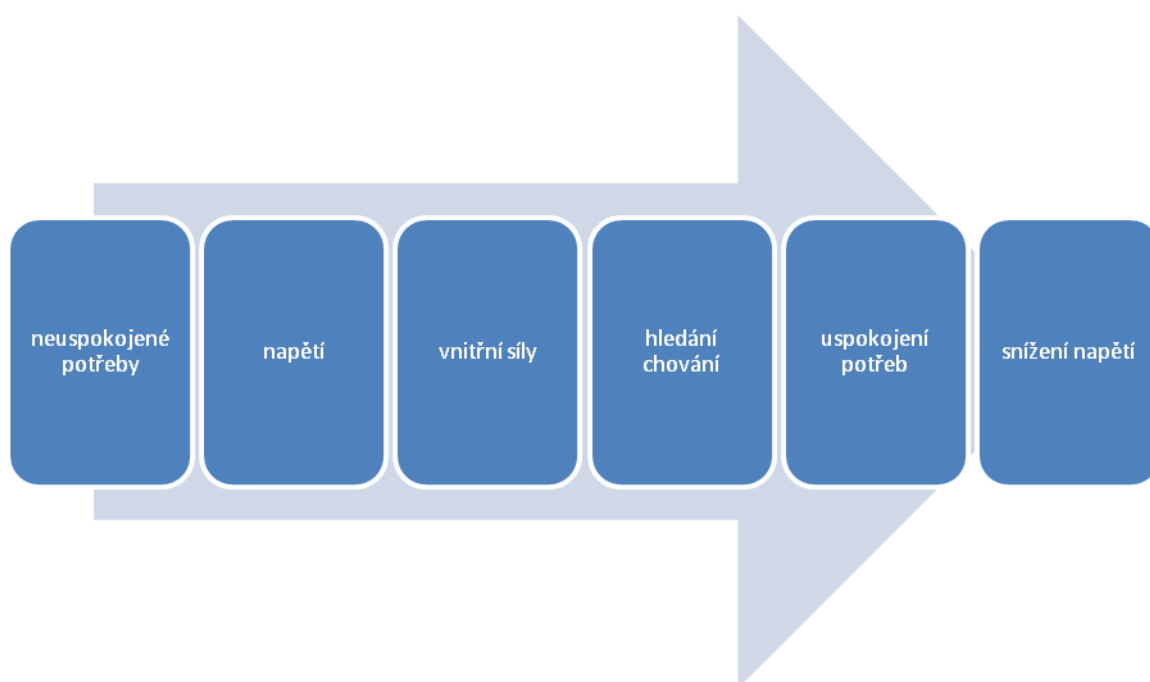 neuspokojené
potřeby
napětí
vnitřní síly
hledání
chování
uspokojení
potřeb
snížení napětí